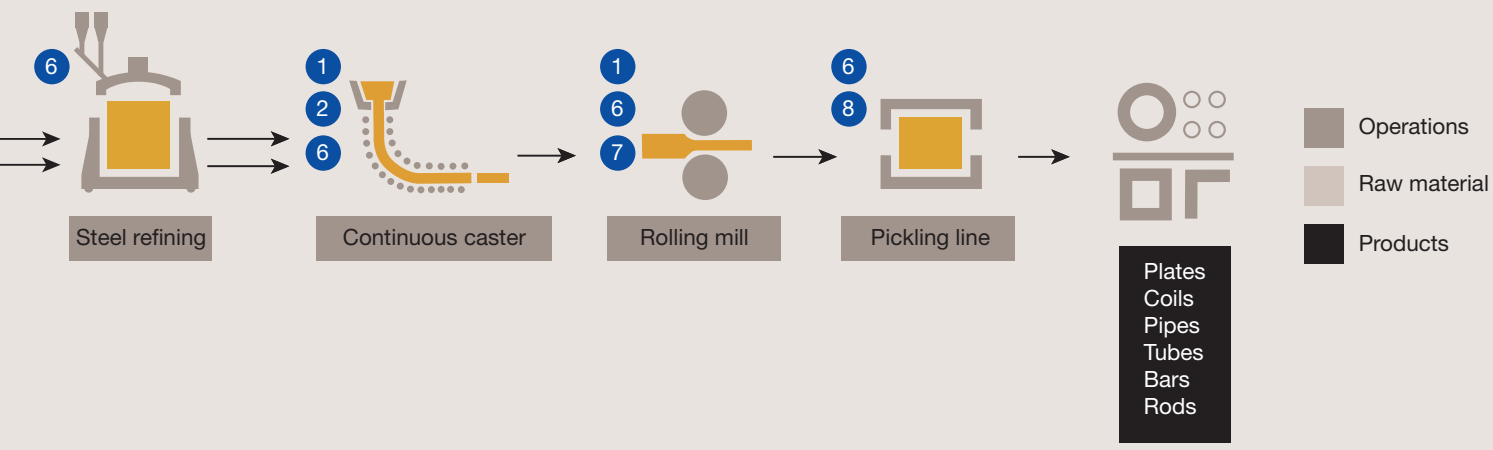 6
1
2
6
1
6
7
6
8
Steel refining
Continuous caster
Rolling mill
Pickling line
Plates
Coils
Pipes
Tubes
Bars
Rods
Operations
Raw material
Products